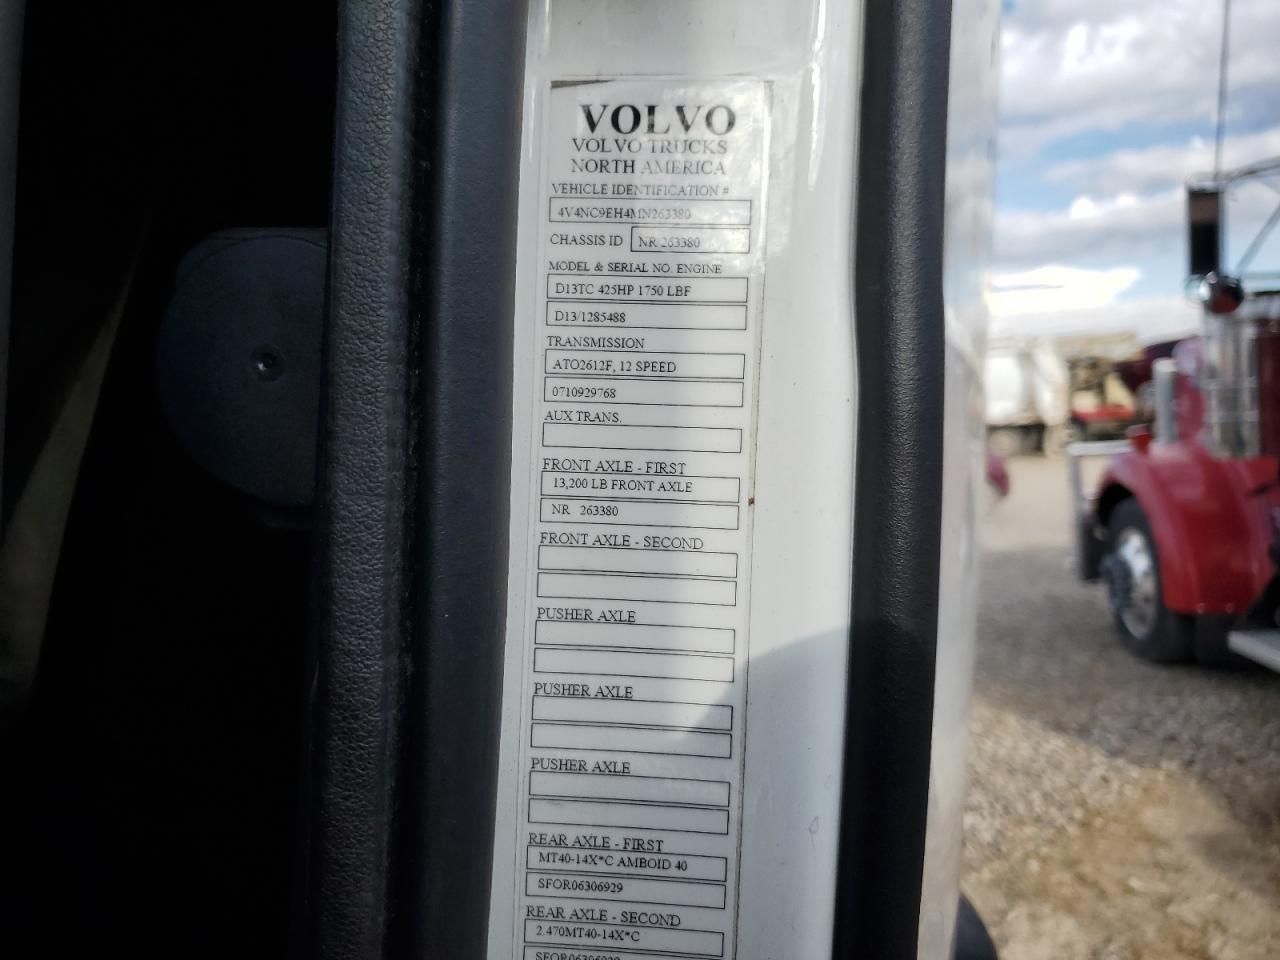 VOLVO
VOLVO TRUCKS
NORTH AMERICA
VEHICLE IDENTIFICATION #
4V4NC9EH4MN263380
CHASSIS ID NR 263380
MODEL & SERIAL NO. ENGINE
D13TC 425HP 1750 LBF
D13/1285488
TRANSMISSION
ATO2612F, 12 SPEED
0710929768
AUX TRANS.
FRONT AXLE - FIRST
13,200 LB FRONT AXLE
NR 263380
FRONT AXLE - SECOND
PUSHER AXLE
PUSHER AXLE
PUSHER AXLE
REAR AXLE - FIRST
MT40-14X*C AMBOID 40
SFOR06306929
REAR AXLE - SECOND
2.470MT40-14X*C
SFOR06306929